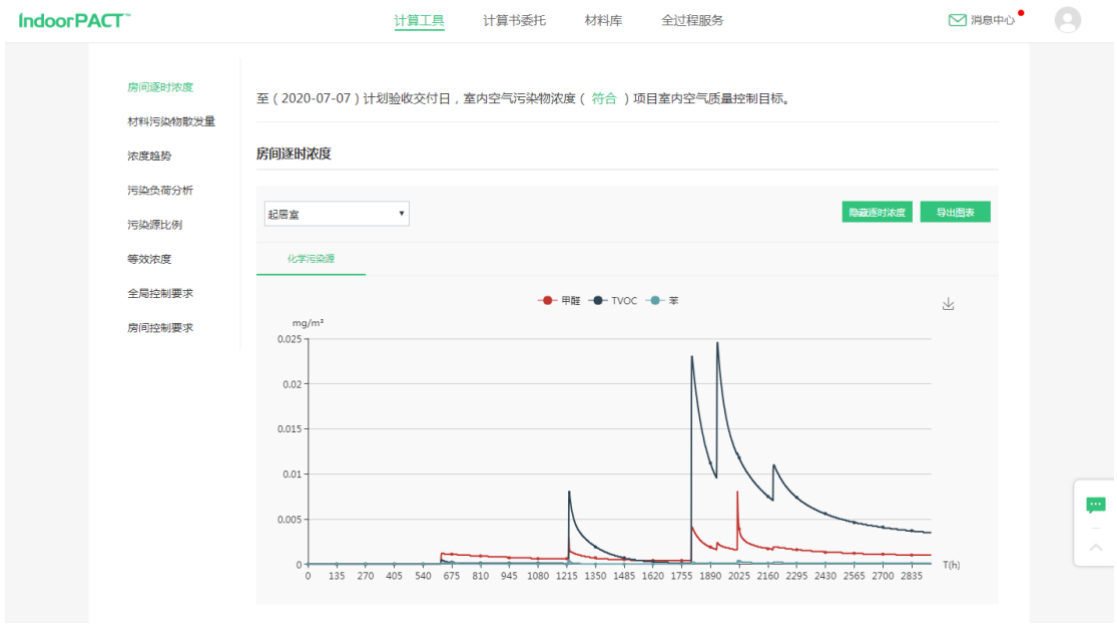 IndoorPACT™
计算工具 计算书委托 材料库 全过程服务
消息中心
房间逐时浓度
材料污染物散发量
浓度趋势
污染负荷分析
污染源比例
等效浓度
全局控制要求
房间控制要求
至（2020-07-07）计划验收交付日，室内空气污染物浓度（ 符合 ）项目室内空气质量控制目标。
房间逐时浓度
起居室
隐藏逐时浓度 导出图表
化学污染源
甲醛 TVOC 苯
mg/m³
0.025
0.02
0.015
0.01
0.005
0
0 135 270 405 540 675 810 945 1080 1215 1350 1485 1620 1755 1890 2025 2160 2295 2430 2565 2700 2835
T(h)